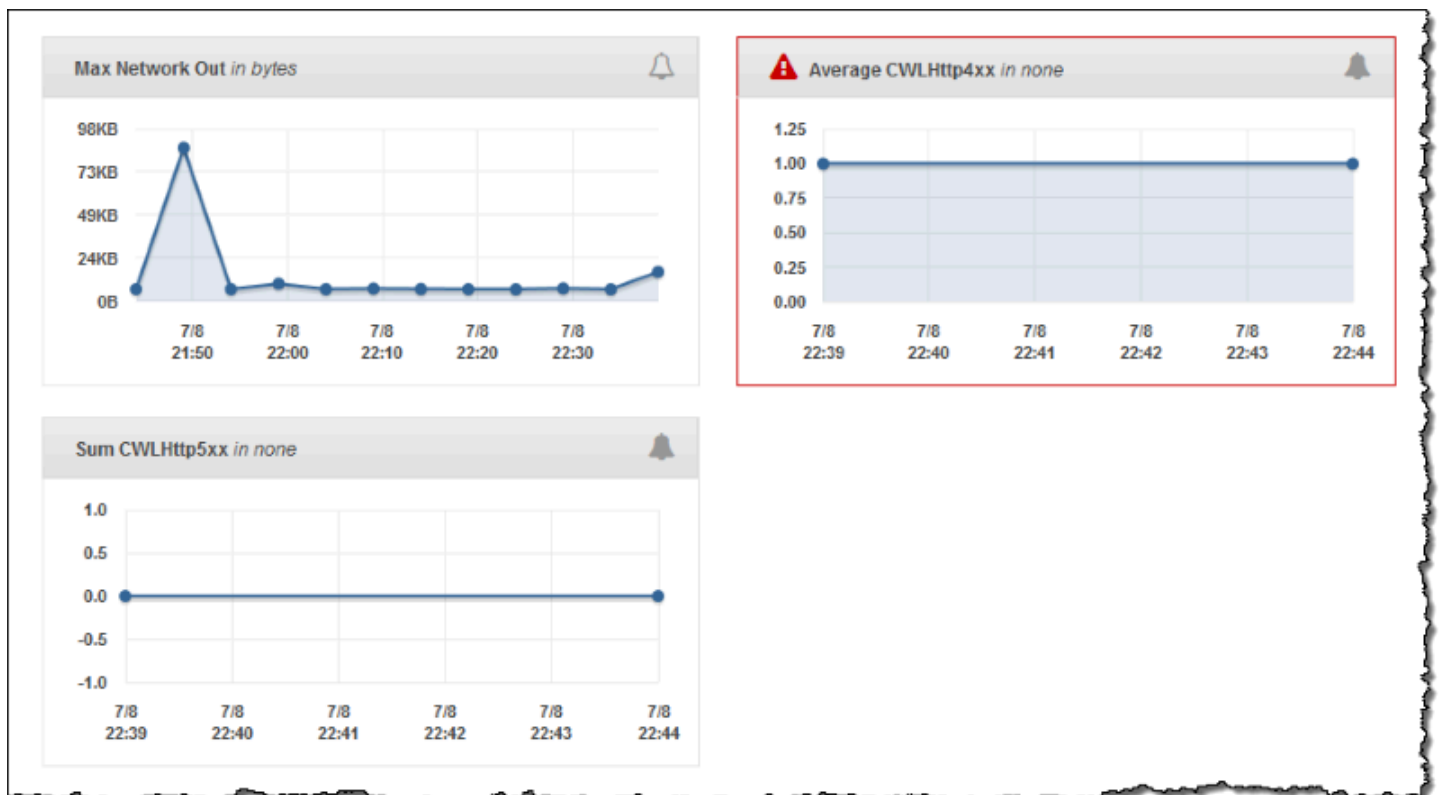 Max Network Out in bytes
98KB
73KB
49KB
24KB
0B
7/8 7/8 7/8 7/8 7/8
21:50 22:00 22:10 22:20 22:30
Average CWLHttp4xx in none
1.25
1.00
0.75
0.50
0.25
0.00
7/8 7/8 7/8 7/8 7/8 7/8
22:39 22:40 22:41 22:42 22:43 22:44
Sum CWLHttp5xx in none
1.0
0.5
0.0
-0.5
-1.0
7/8 7/8 7/8 7/8 7/8 7/8
22:39 22:40 22:41 22:42 22:43 22:44